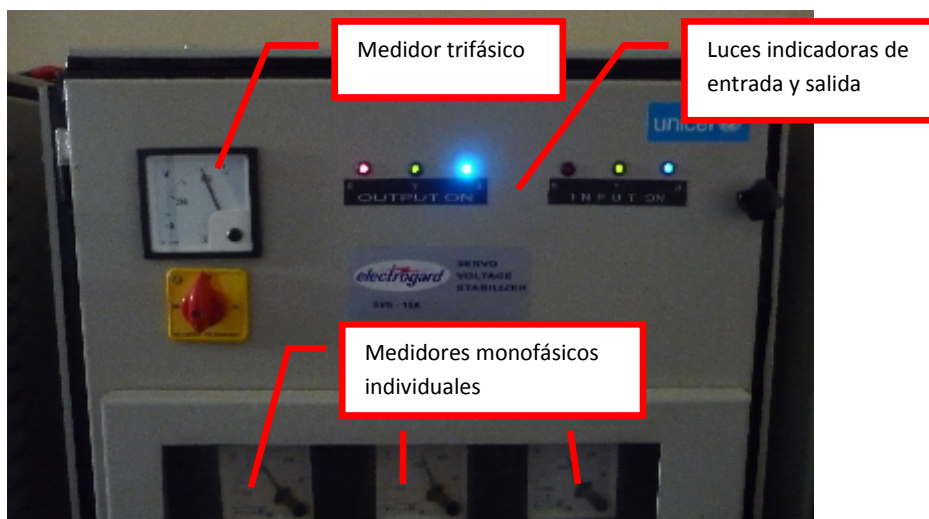 Medidor trifásico
Luces indicadoras de
entrada y salida
unicef
OUTPUT ON
INPUT ON
electrogard
SERVO
VOLTAGE
STABILIZER
SVS - 15K
Medidores monofásicos
individuales